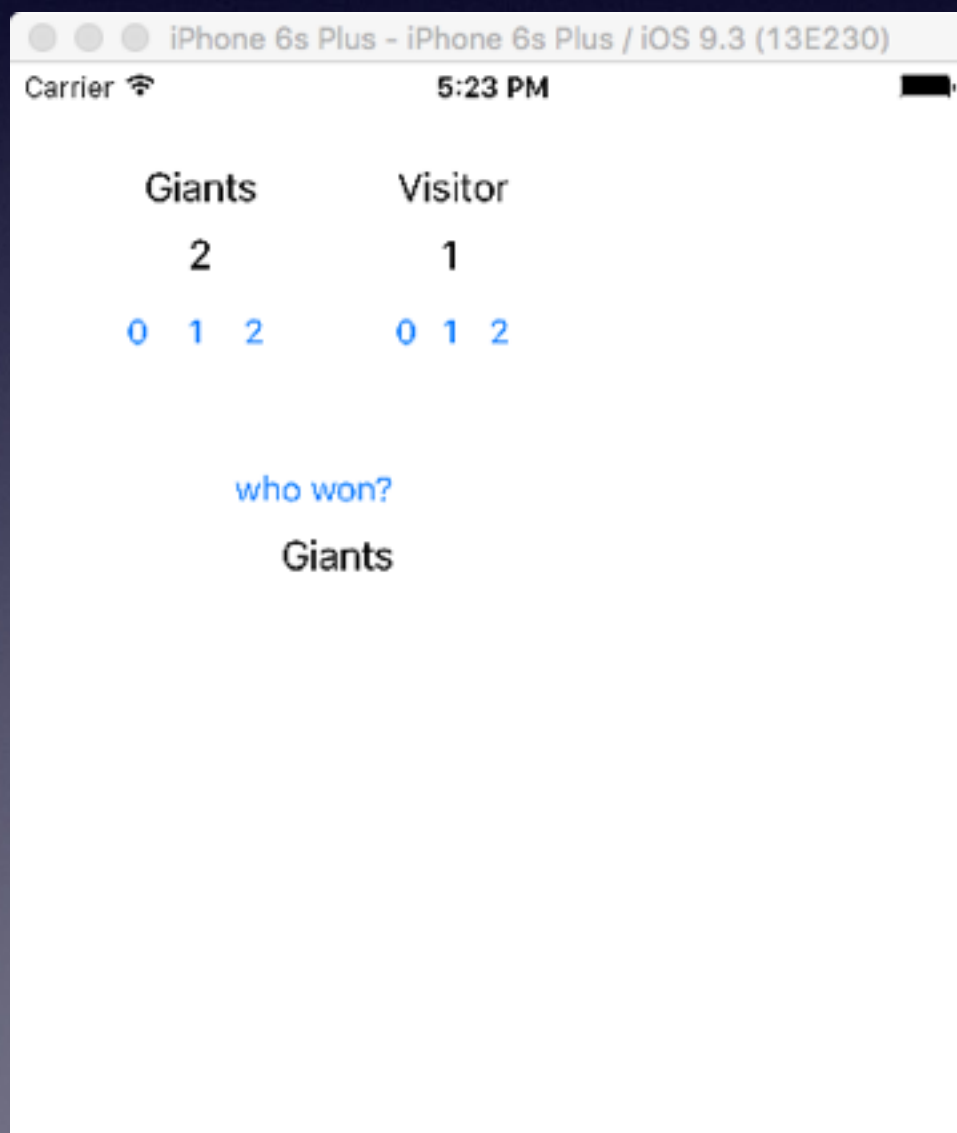 iPhone 6s Plus - iPhone 6s Plus / iOS 9.3 (13E230)
Carrier 5:23 PM
Giants Visitor
2 1
0 1 2 0 1 2
who won?
Giants